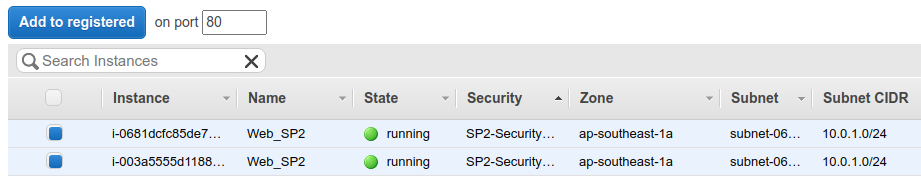 Add to registered on port 80
Search Instances
Instance Name State Security Zone Subnet Subnet CIDR
i-0681dcfc85de7… Web_SP2 running SP2-Security… ap-southeast-1a subnet-06… 10.0.1.0/24
i-003a5555d1188… Web_SP2 running SP2-Security… ap-southeast-1a subnet-06… 10.0.1.0/24